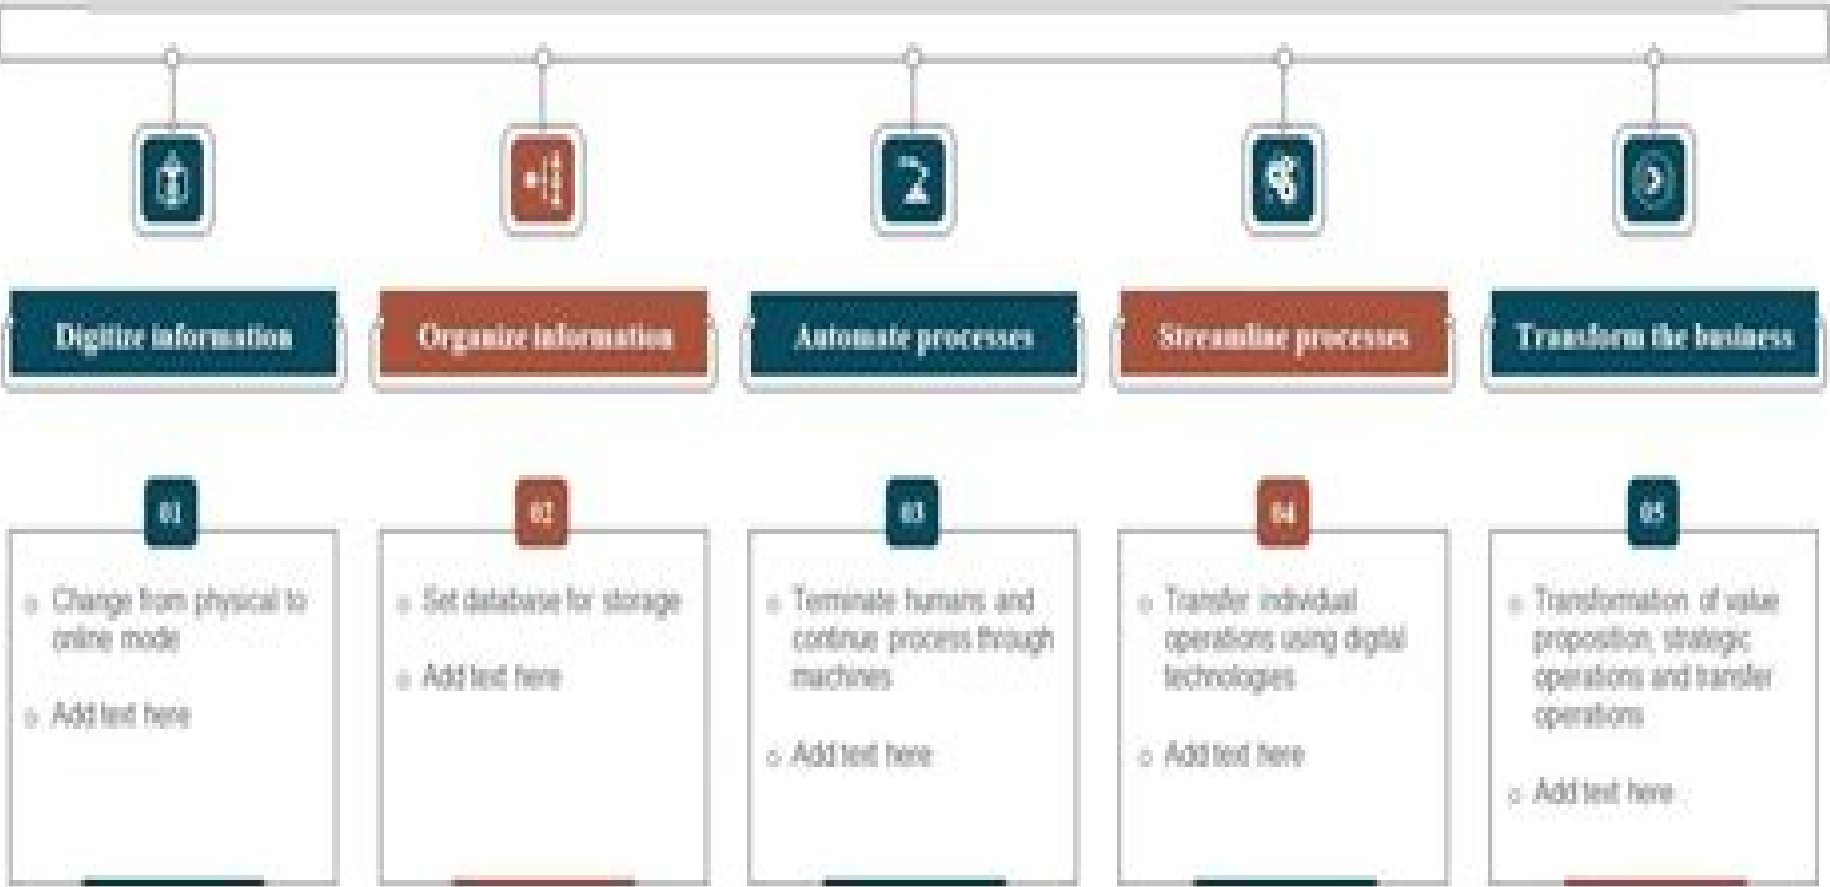 Digitize information
Organize information
Automate processes
Streamline processes
Transform the business
01
Change from physical to
online mode
Add text here
02
Set database for storage
Add text here
03
Terminate humans and
continue process through
machines
Add text here
04
Transfer individual
operations using digital
technologies
Add text here
05
Transformation of value
proposition, strategic
operations and transfer
operations
Add text here